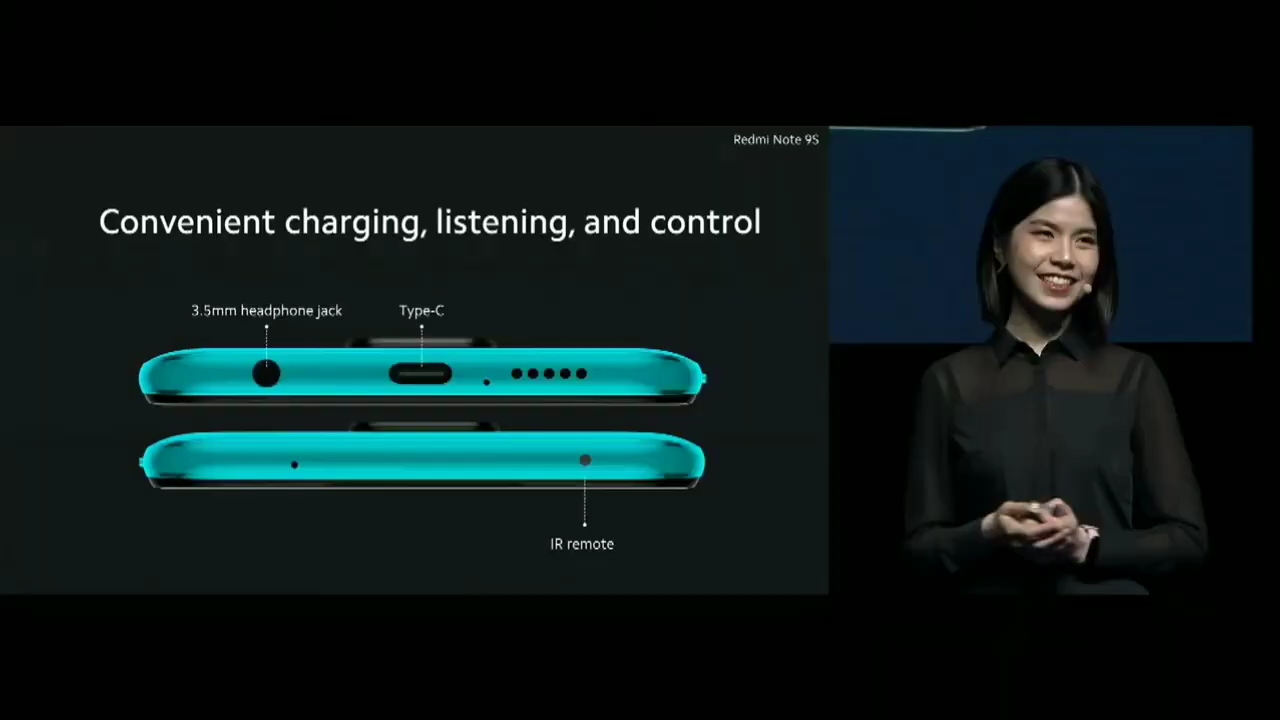 Redmi Note 9S
Convenient charging, listening, and control
3.5mm headphone jack
Type-C
IR remote